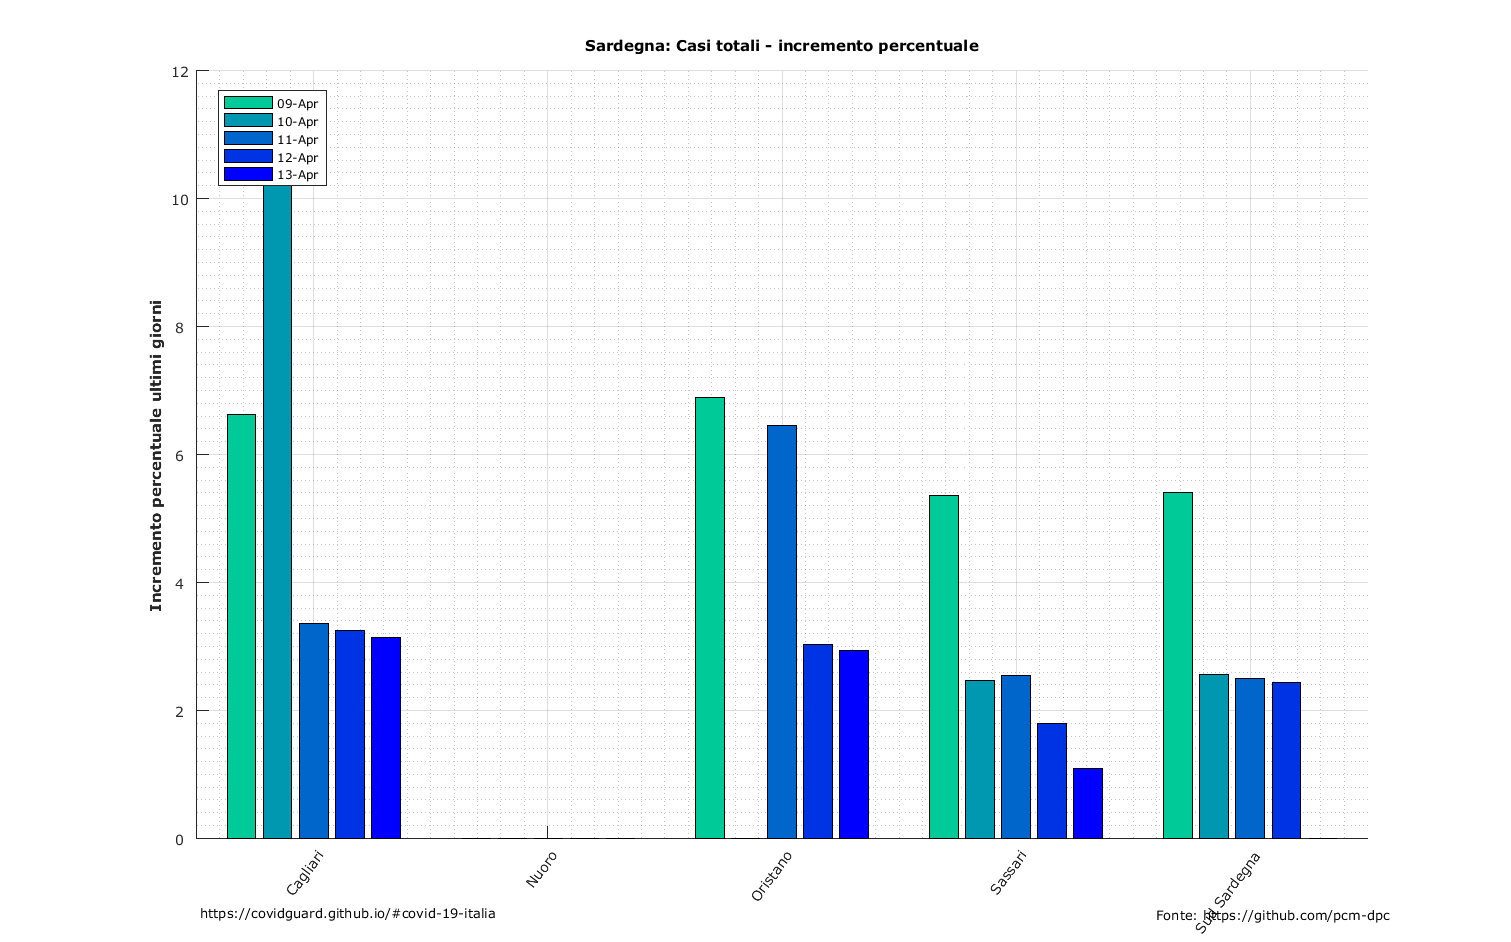 Sardegna: Casi totali - incremento percentuale
Incremento percentuale ultimi giorni
12
10
8
6
4
2
0
09-Apr
10-Apr
11-Apr
12-Apr
13-Apr
Cagliari
Nuoro
Oristano
Sassari
Sud Sardegna
https://covidguard.github.io/#covid-19-italia
Fonte: https://github.com/pcm-dpc